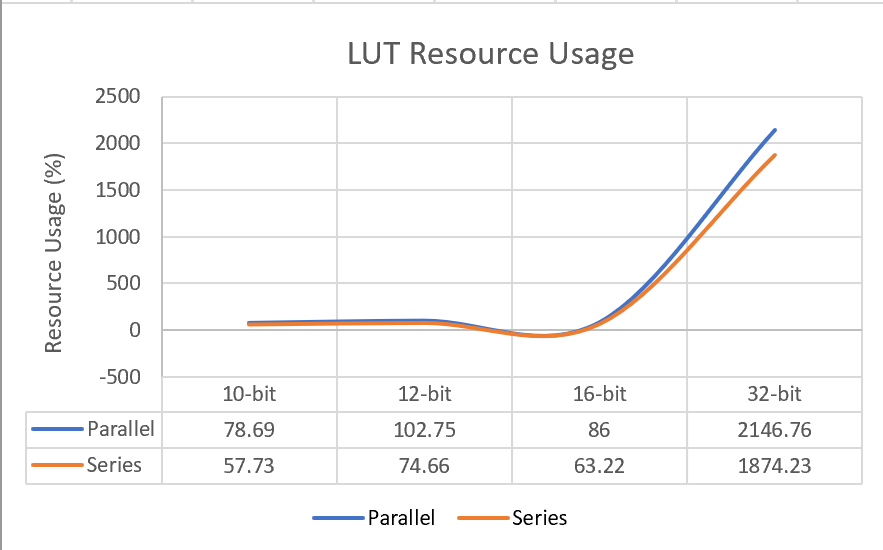 LUT Resource Usage
Resource Usage (%)
2500
2000
1500
1000
500
0
-500
10-bit 12-bit 16-bit 32-bit
Parallel 78.69 102.75 86 2146.76
Series 57.73 74.66 63.22 1874.23
Parallel Series